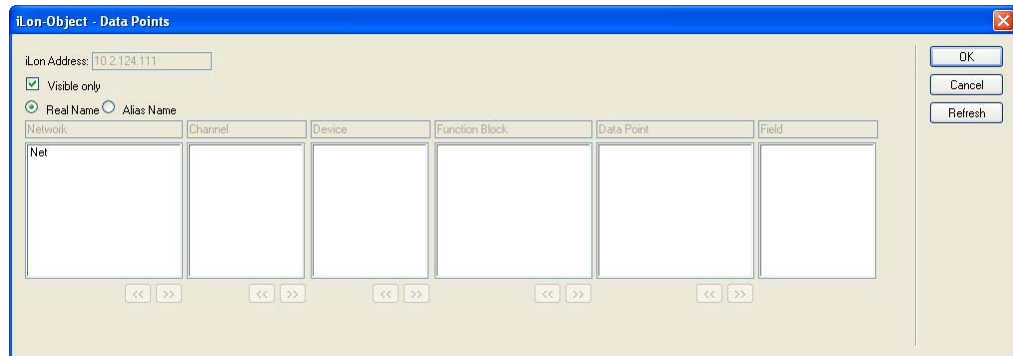 iLon-Object - Data Points
iLon Address: 10.2.124.111
OK
Visible only
Cancel
Real Name Alias Name
Refresh
Network Channel Device Function Block Data Point Field
Net
<< >> << >> << >> << >> << >>